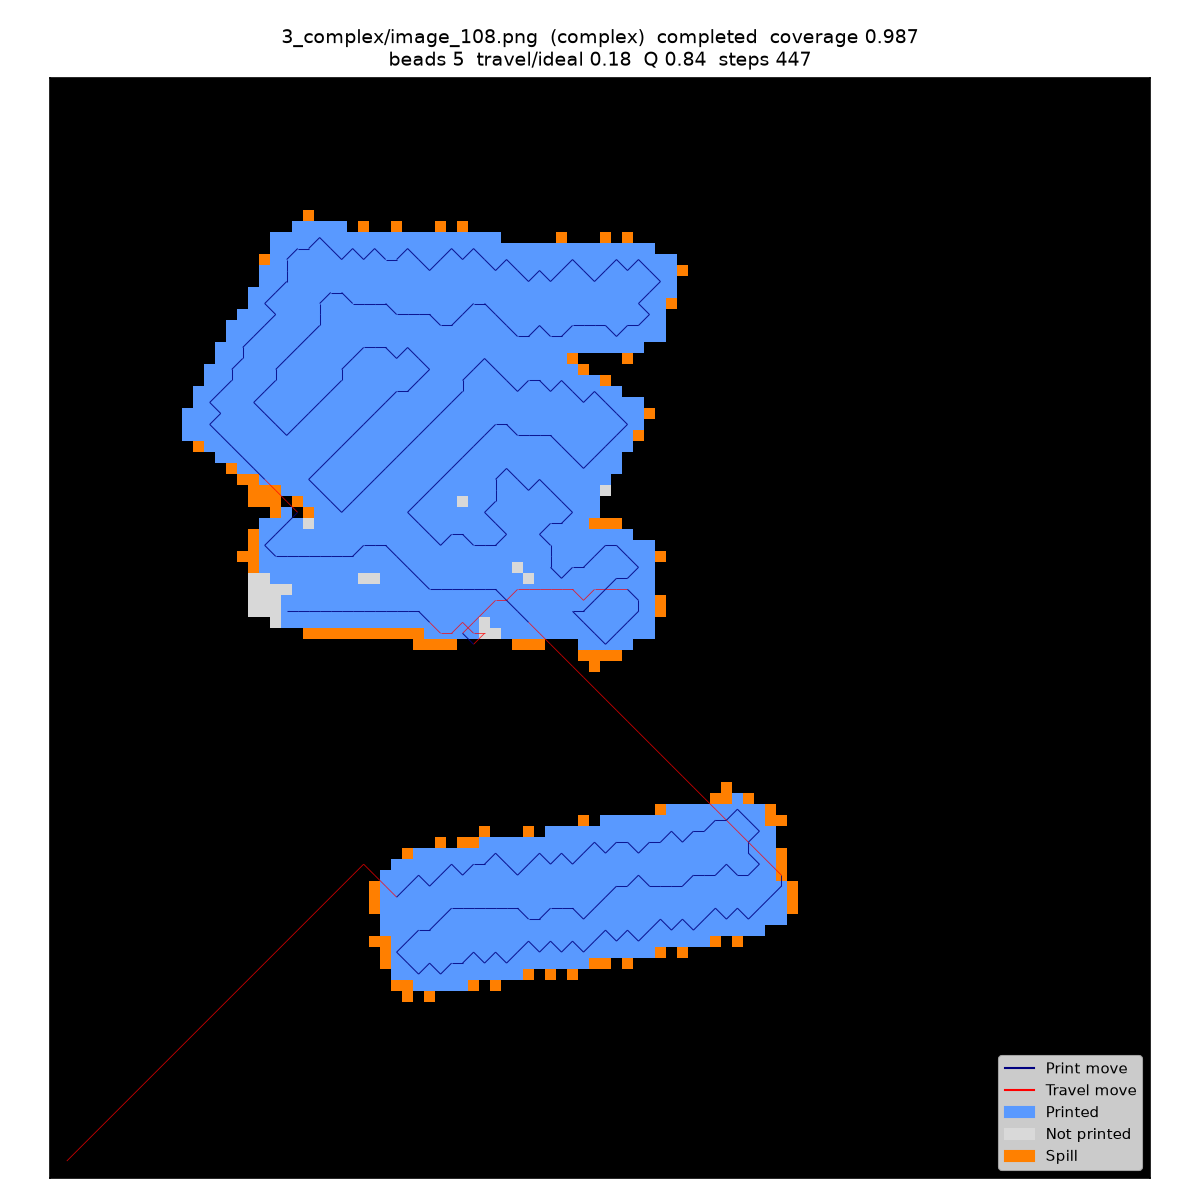 3_complex/image_108.png  (complex)  completed  coverage 0.987
beads 5  travel/ideal 0.18  Q 0.84  steps 447
Print move
Travel move
Printed
Not printed
Spill